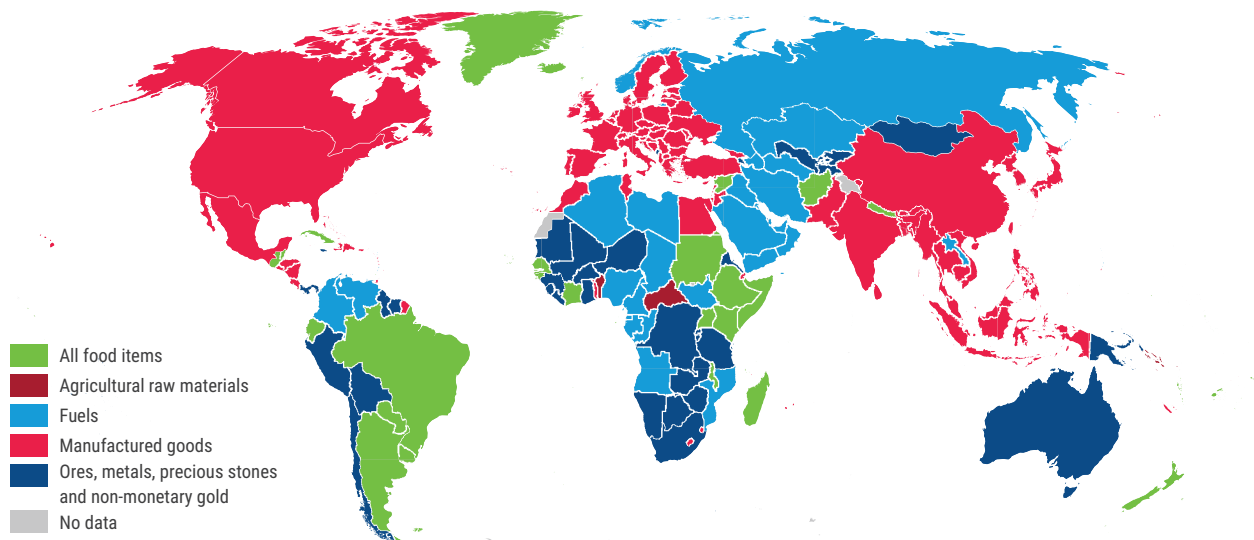 All food items
Agricultural raw materials
Fuels
Manufactured goods
Ores, metals, precious stones
and non-monetary gold
No data